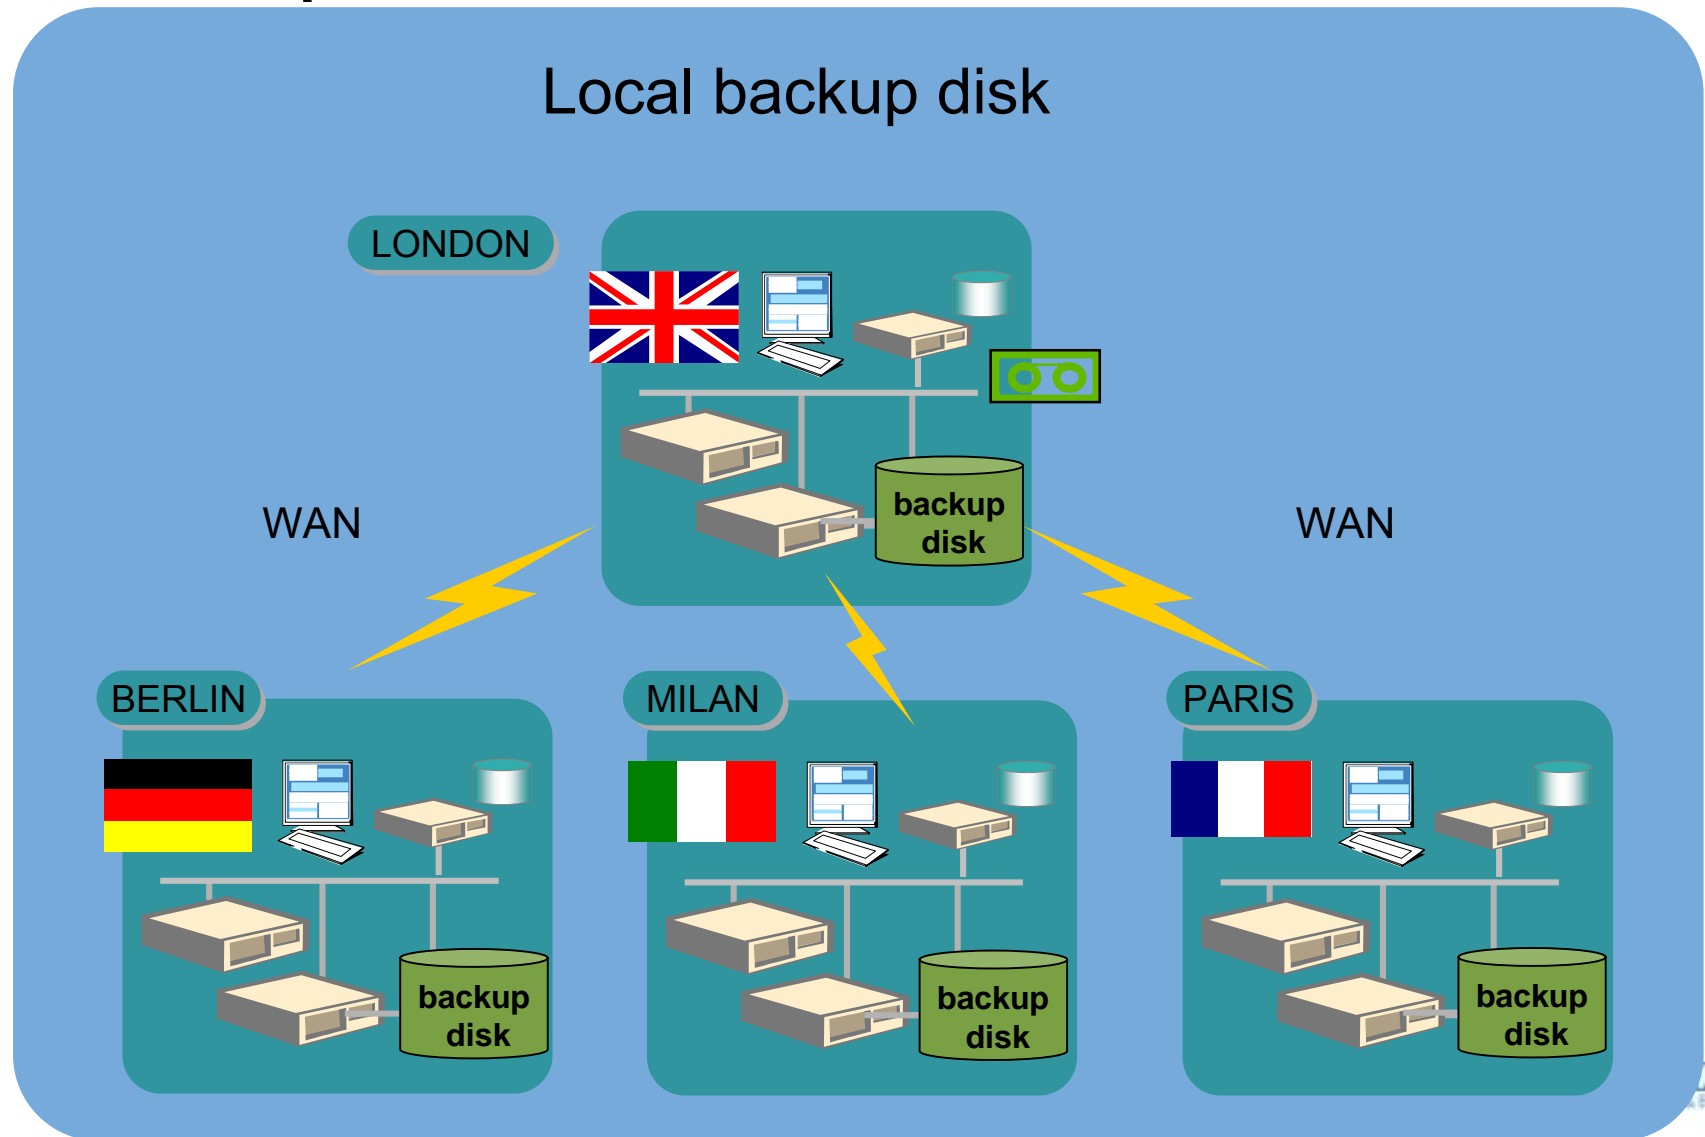 Local backup disk
LONDON
backup
disk
WAN
WAN
BERLIN
MILAN
PARIS
backup
disk
backup
disk
backup
disk